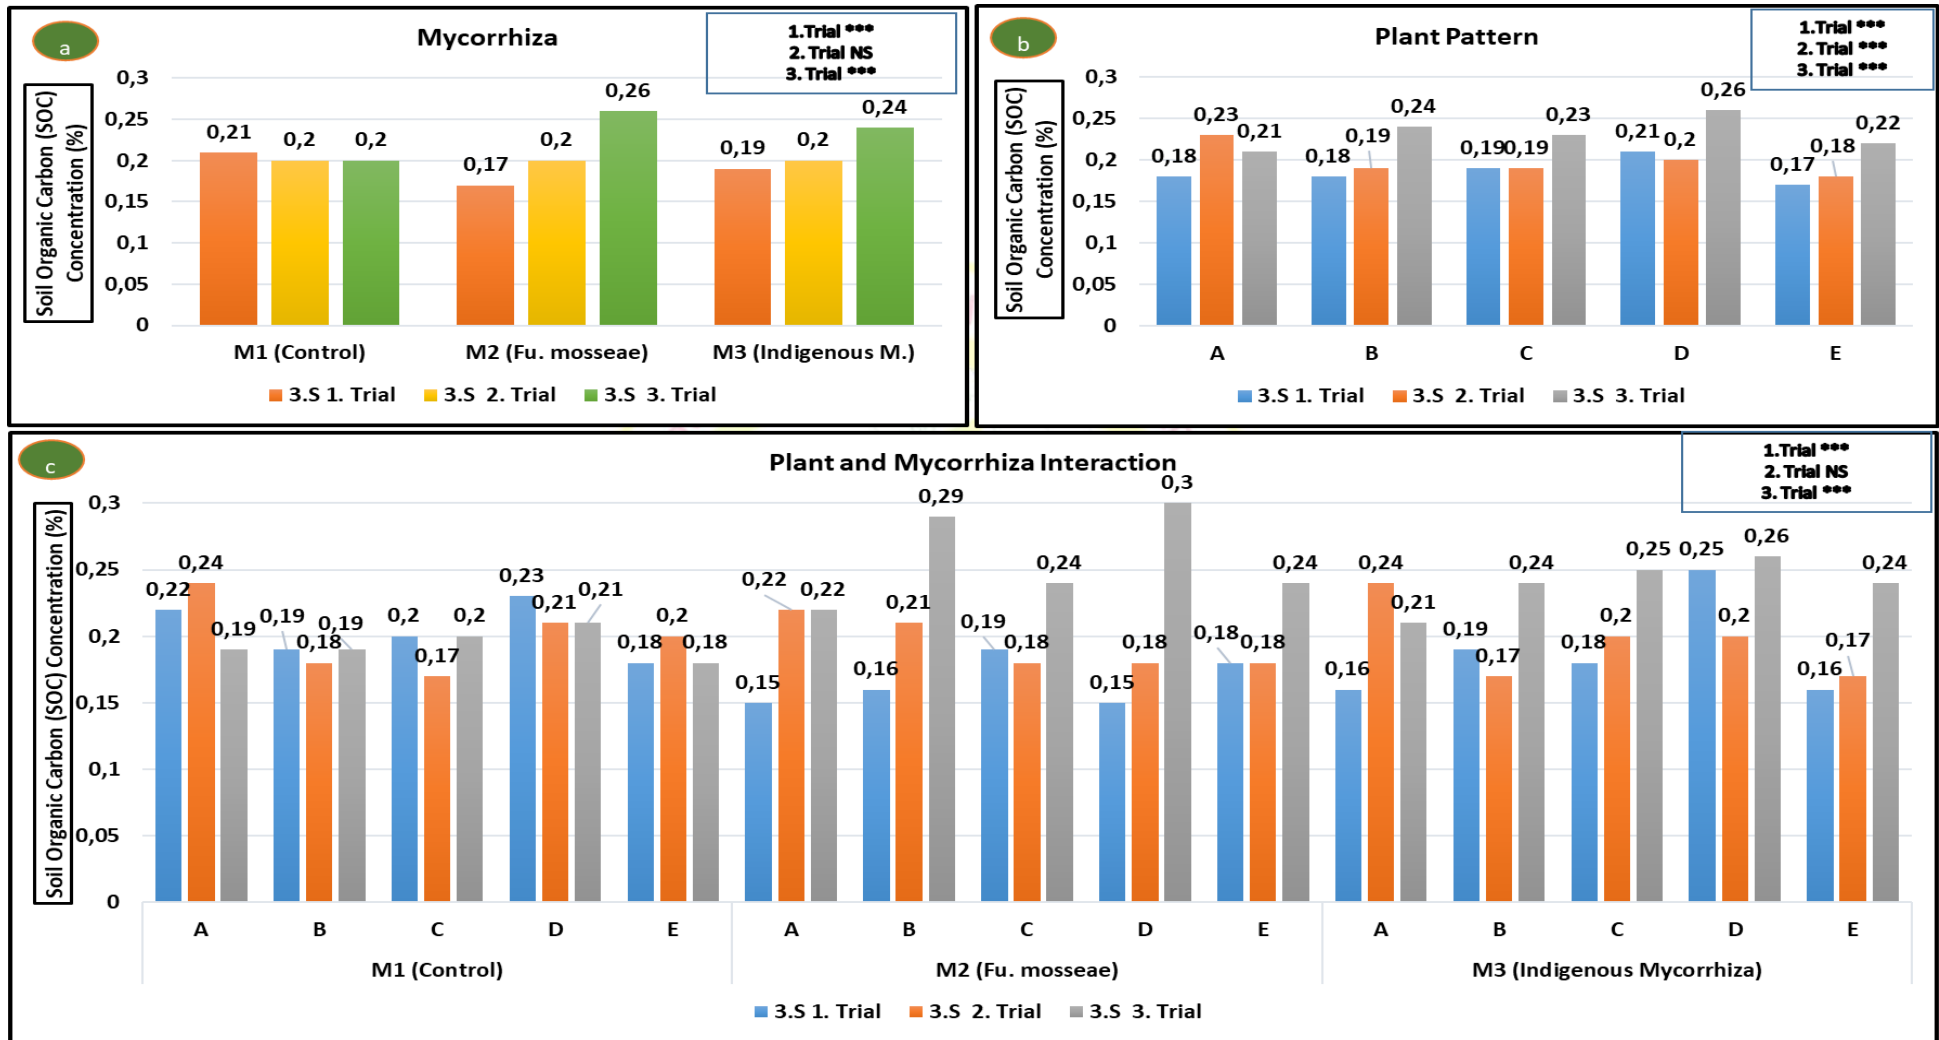 a
Mycorrhiza
1.Trial ***
2. Trial NS
3. Trial ***
Soil Organic Carbon (SOC)
Concentration (%)
0,3
0,25
0,2
0,15
0,1
0,05
0
0,21
0,2
0,2
0,17
0,2
0,26
0,19
0,2
0,24
M1 (Control)
M2 (Fu. mosseae)
M3 (Indigenous M.)
3.S 1. Trial
3.S 2. Trial
3.S 3. Trial
b
Plant Pattern
1.Trial ***
2. Trial ***
3. Trial ***
Soil Organic Carbon (SOC)
Concentration (%)
0,3
0,25
0,2
0,15
0,1
0,05
0
0,18
0,23
0,21
0,18
0,19
0,24
0,19
0,19
0,23
0,21
0,2
0,26
0,17
0,18
0,22
A
B
C
D
E
3.S 1. Trial
3.S 2. Trial
3.S 3. Trial
c
Plant and Mycorrhiza Interaction
1.Trial ***
2. Trial NS
3. Trial ***
Soil Organic Carbon (SOC) Concentration (%)
0,3
0,25
0,2
0,15
0,1
0,05
0
0,22
0,24
0,19
0,19
0,18
0,19
0,2
0,17
0,2
0,23
0,21
0,21
0,18
0,2
0,18
0,15
0,22
0,22
0,16
0,21
0,29
0,19
0,18
0,24
0,15
0,18
0,3
0,18
0,18
0,24
0,16
0,24
0,21
0,19
0,17
0,24
0,18
0,2
0,25
0,25
0,2
0,26
0,16
0,17
0,24
A
B
C
D
E
A
B
C
D
E
A
B
C
D
E
M1 (Control)
M2 (Fu. mosseae)
M3 (Indigenous Mycorrhiza)
3.S 1. Trial
3.S 2. Trial
3.S 3. Trial